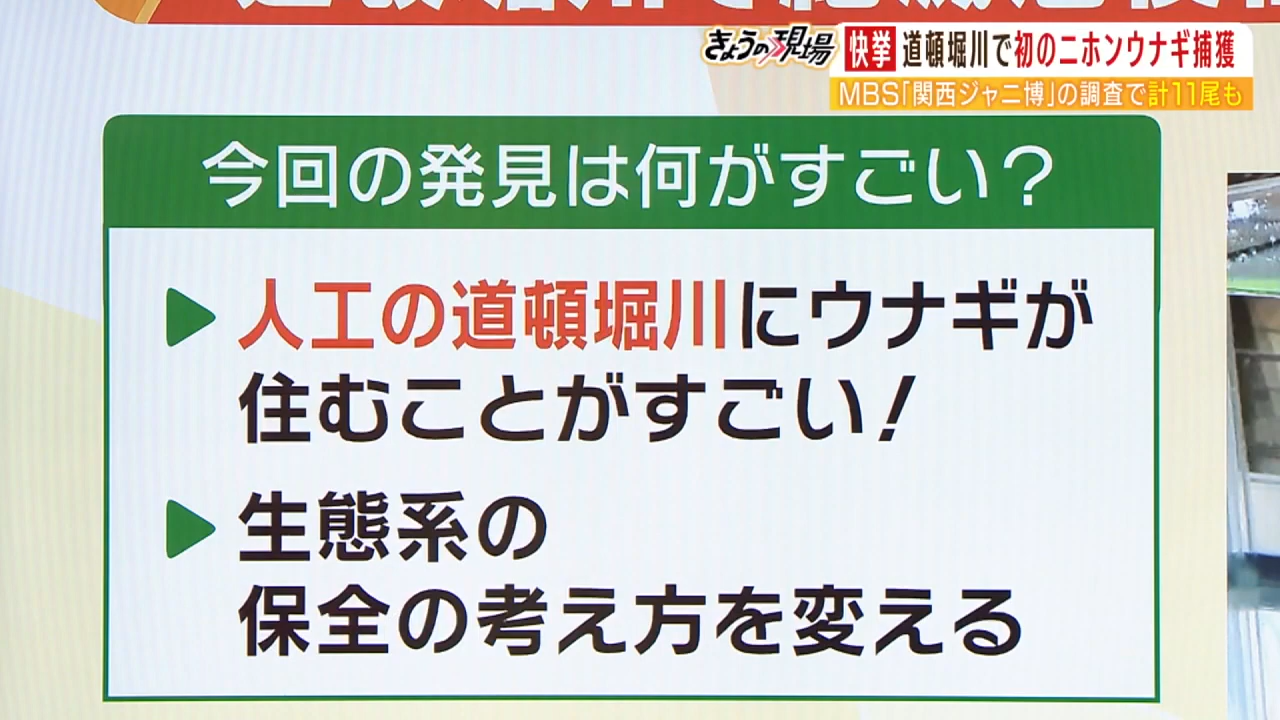 きょうの現場
快挙 道頓堀川で初のニホンウナギ捕獲
MBS「関西ジャニ博」の調査で計11尾も
今回の発見は何がすごい？
▶人工の道頓堀川にウナギが
住むことがすごい！
▶生態系の
保全の考え方を変える